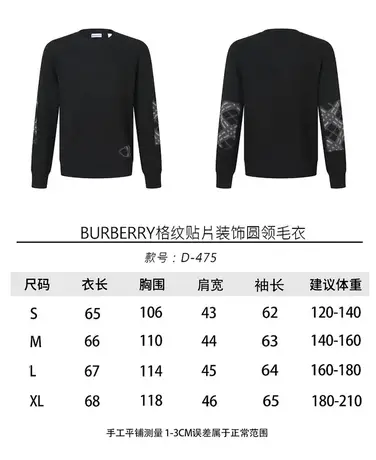 BURBERRY格纹贴片装饰圆领毛衣
款号：D-475
尺码 衣长 胸围 肩宽 袖长 建议体重
S 65 106 43 62 120-140
M 66 110 44 63 140-160
L 67 114 45 64 160-180
XL 68 118 46 65 180-210
手工平铺测量1-3CM误差属于正常范围